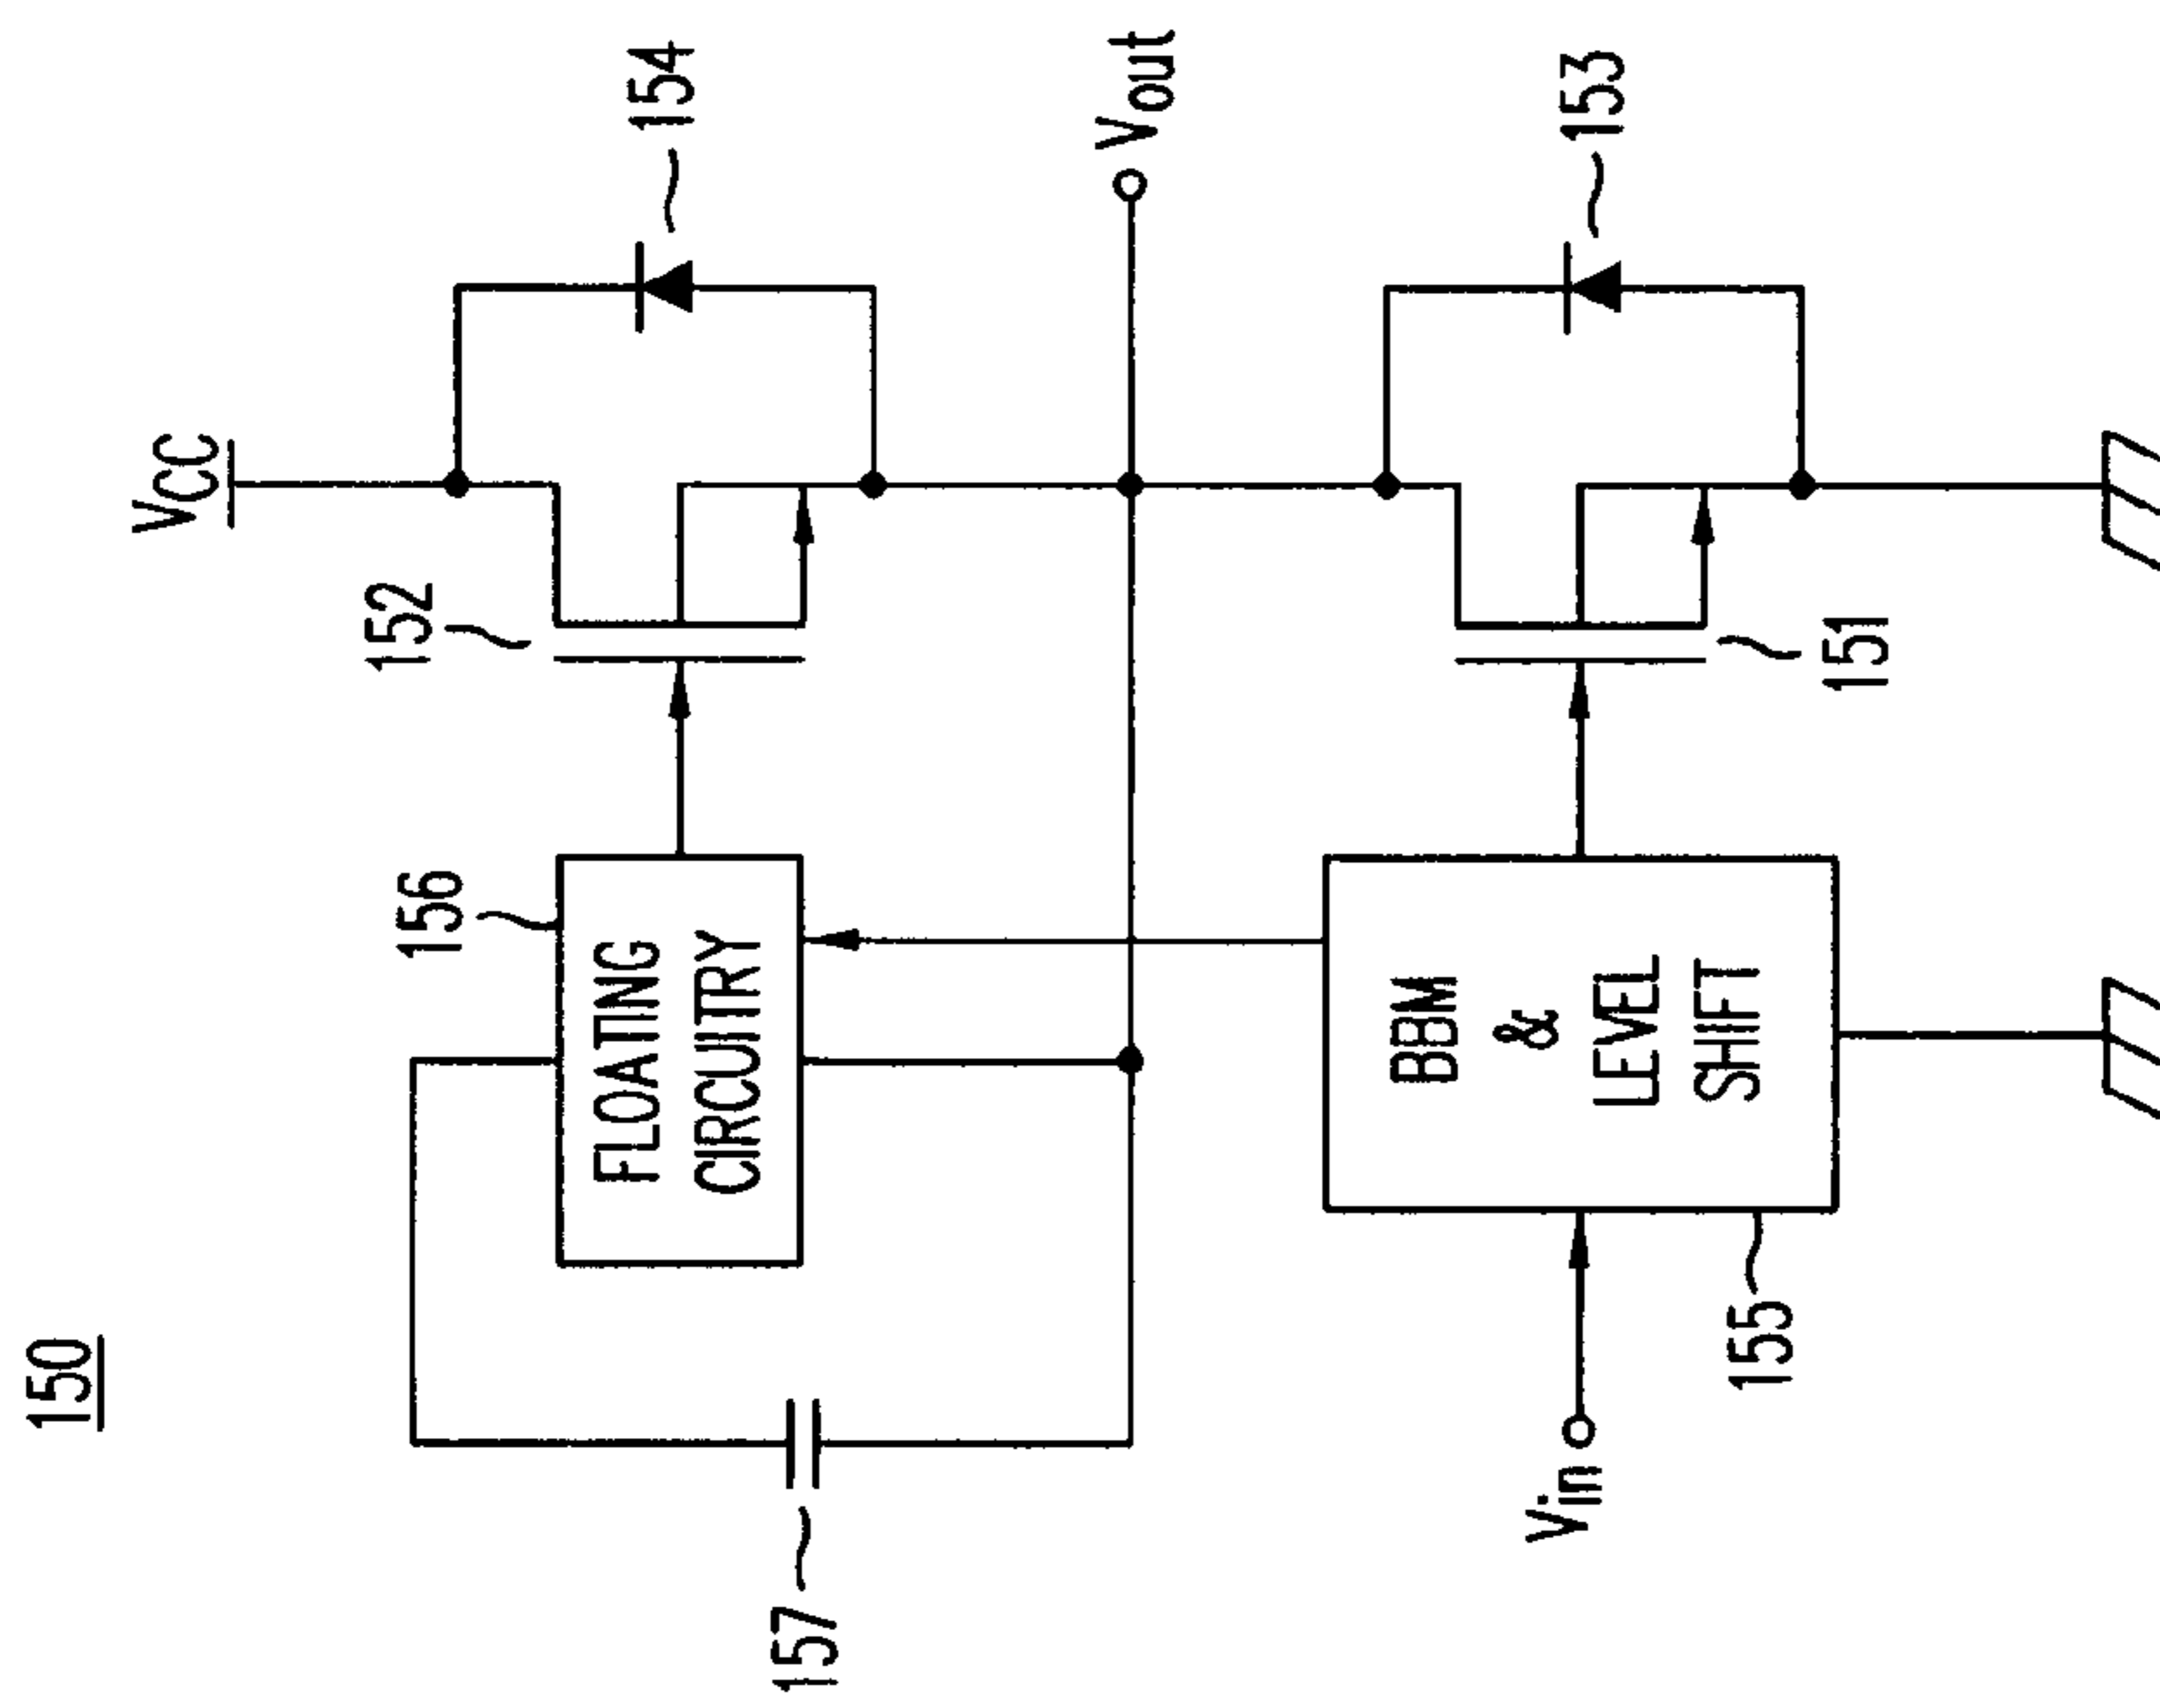 150
VCC
154
152
156
FLOATING
CIRCUITRY
157
Vout
153
BBM
&
LEVEL
SHIFT
Vin
155
151